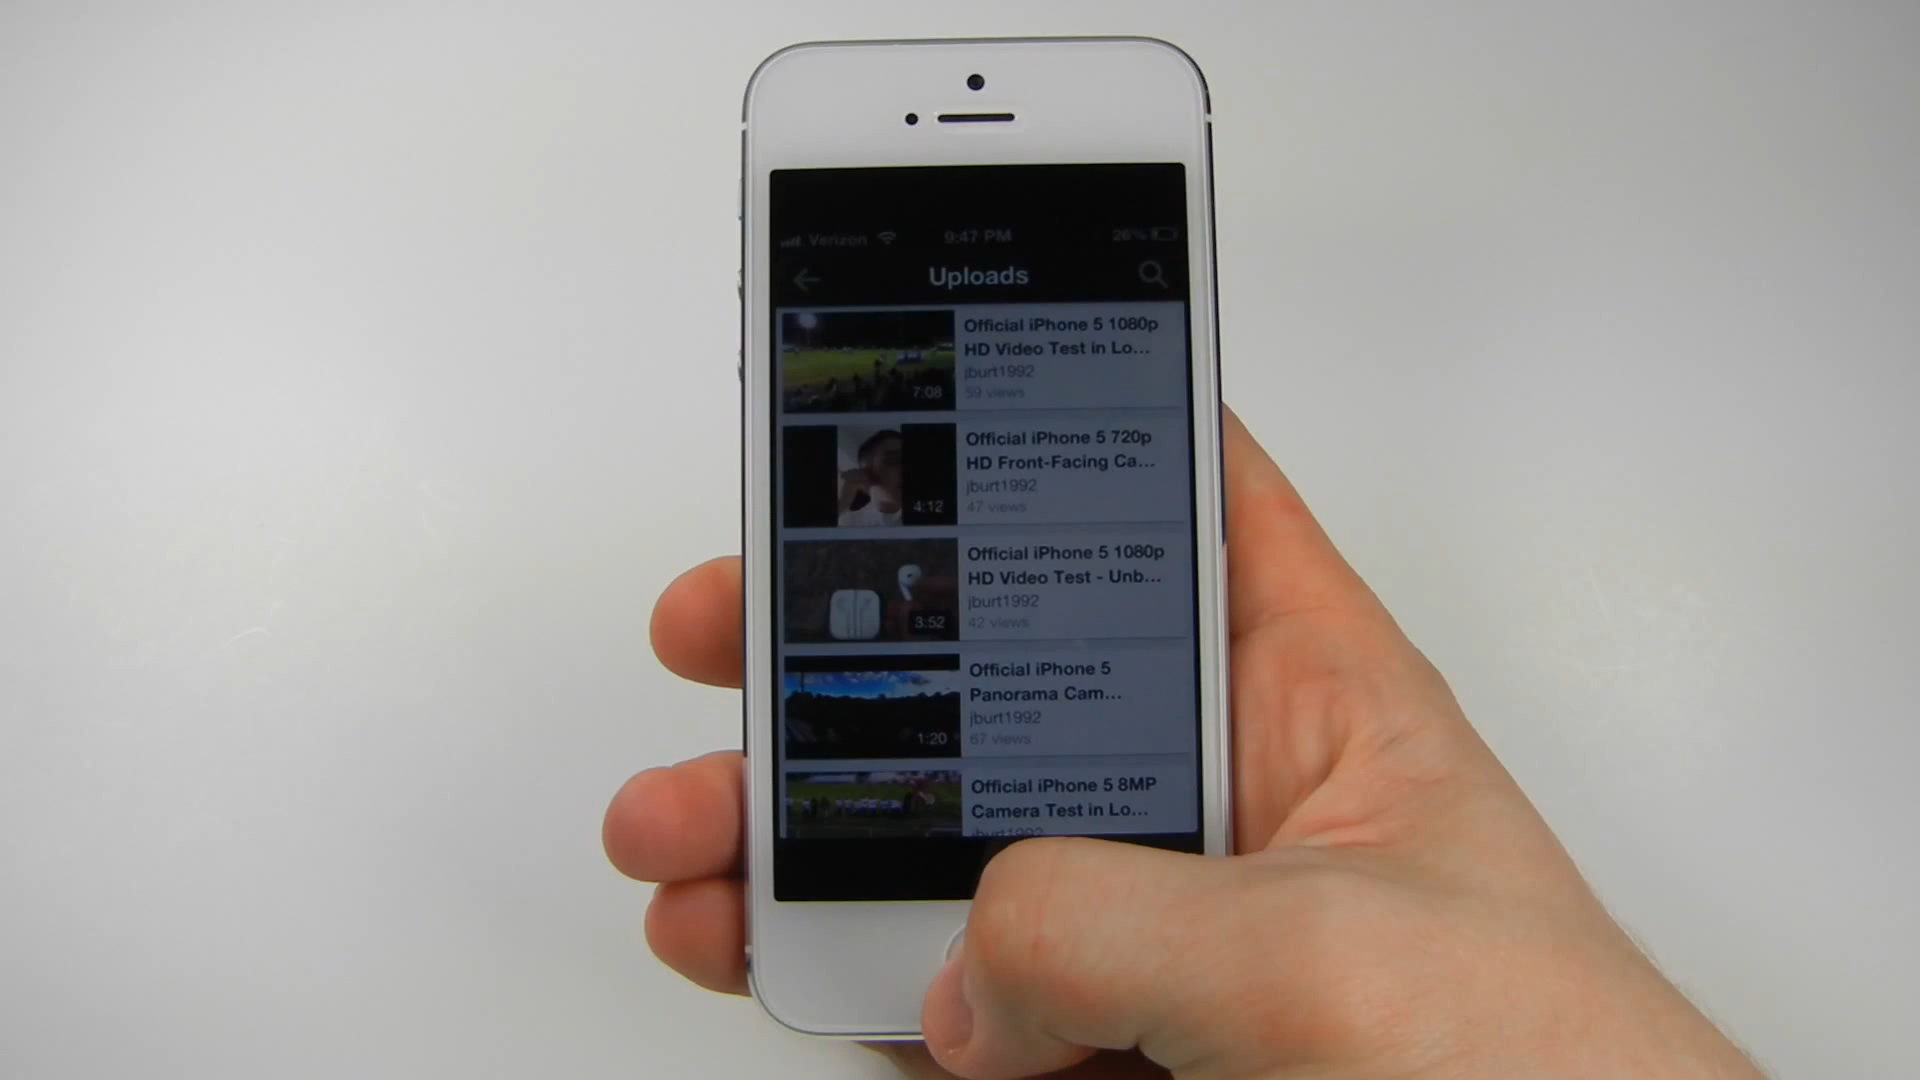 Verizon 9:47 PM 26%
Uploads
Official iPhone 5 1080p
HD Video Test in Lo...
jburt1992
59 views
7:08
Official iPhone 5 720p
HD Front-Facing Ca...
jburt1992
47 views
4:12
Official iPhone 5 1080p
HD Video Test - Unb...
jburt1992
42 views
3:52
Official iPhone 5
Panorama Cam...
jburt1992
67 views
1:20
Official iPhone 5 8MP
Camera Test in Lo...
jburt1992